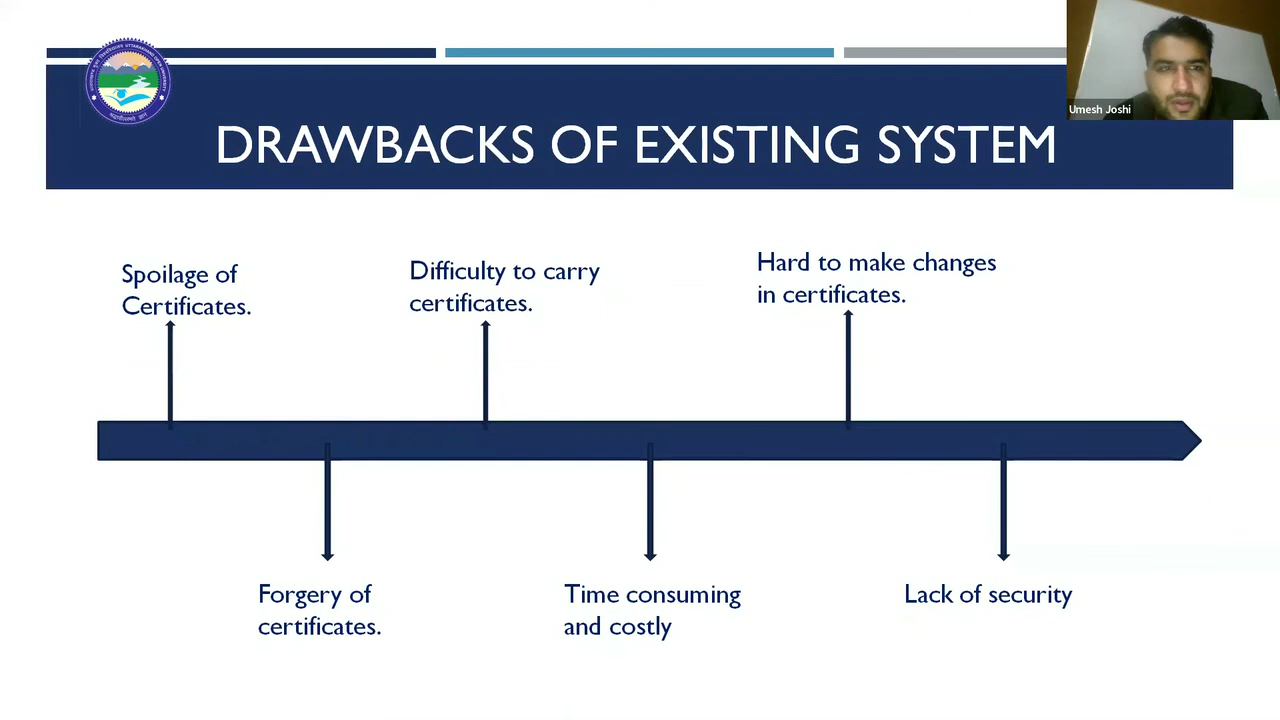 Umesh Joshi
DRAWBACKS OF EXISTING SYSTEM
Spoilage of
Certificates.
Difficulty to carry
certificates.
Hard to make changes
in certificates.
Forgery of
certificates.
Time consuming
and costly
Lack of security